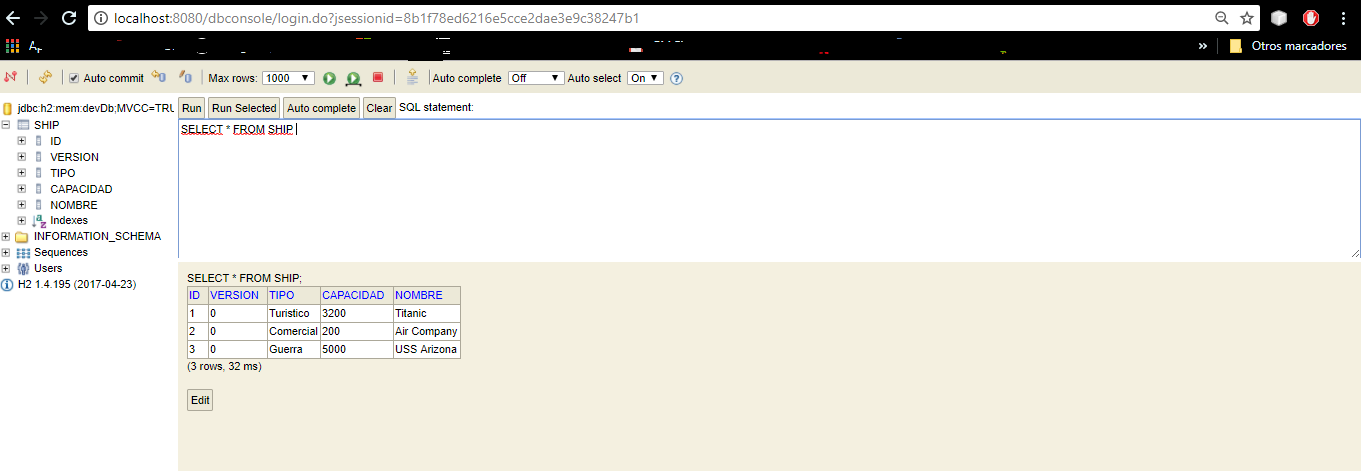 localhost:8080/dbconsole/login.do?jsessionid=8b1f78ed6216e5cce2dae3e9c38247b1
» Otros marcadores
Auto commit Max rows: 1000 Auto complete Off Auto select On
jdbc:h2:mem:devDb;MVCC=TRU
SHIP
ID
VERSION
TIPO
CAPACIDAD
NOMBRE
Indexes
INFORMATION_SCHEMA
Sequences
Users
H2 1.4.195 (2017-04-23)
Run Run Selected Auto complete Clear SQL statement:
SELECT * FROM SHIP
SELECT * FROM SHIP;
ID VERSION TIPO CAPACIDAD NOMBRE
1 0 Turistico 3200 Titanic
2 0 Comercial 200 Air Company
3 0 Guerra 5000 USS Arizona
(3 rows, 32 ms)
Edit